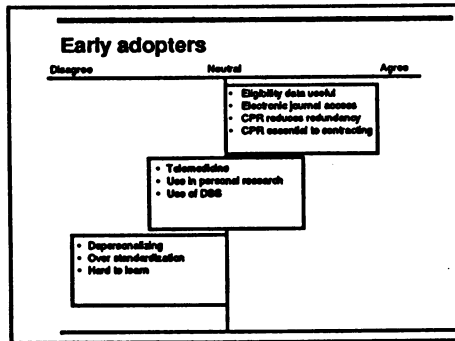 Early adopters
Disagree Neutral Agree
• Eligibility data useful
• Electronic journal access
• CPR reduces redundancy
• CPR essential to contracting
• Telemedicine
• Use in personal research
• Use of DSS
• Depersonalizing
• Over standardization
• Hard to learn